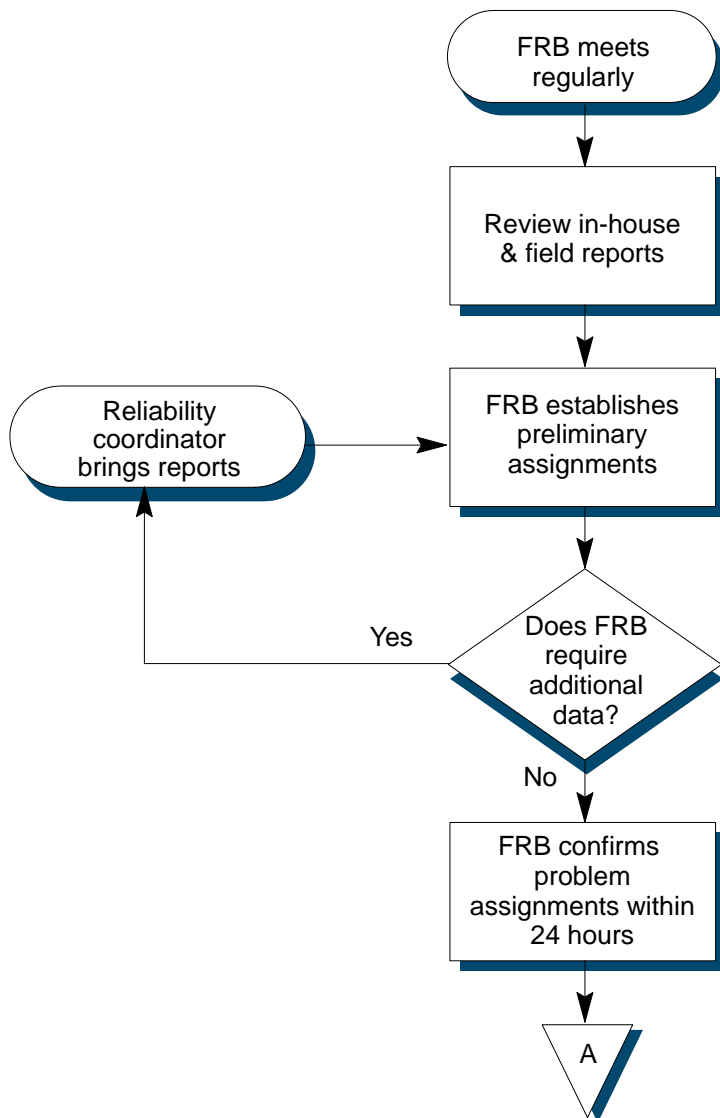 FRB meets
regularly
Review in-house
& field reports
Reliability
coordinator
brings reports
FRB establishes
preliminary
assignments
Yes
Does FRB
require
additional
data?
No
FRB confirms
problem
assignments within
24 hours
A